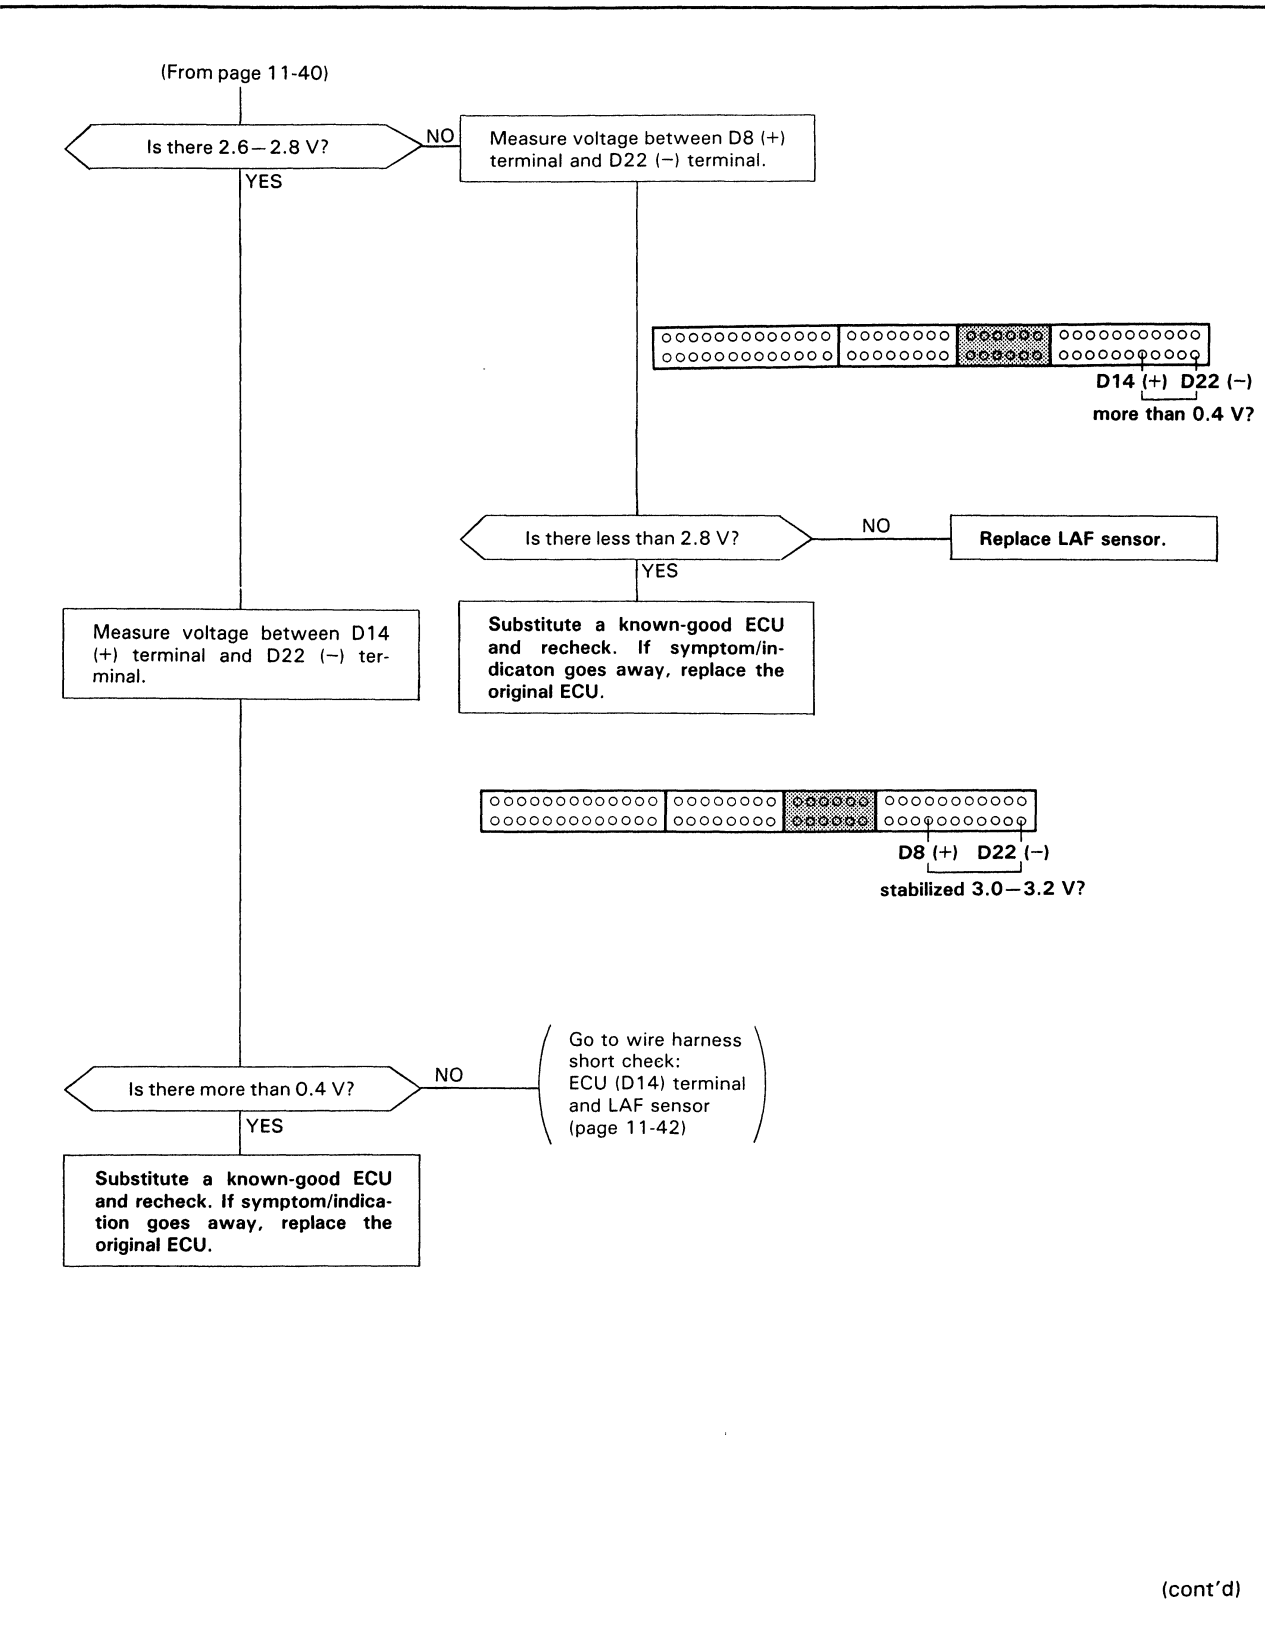 (From page 11-40)
Is there 2.6—2.8 V?
NO
YES
Measure voltage between D8 (+)
terminal and D22 (−) terminal.
D14 (+) D22 (−)
more than 0.4 V?
Is there less than 2.8 V?
NO
YES
Replace LAF sensor.
Substitute a known-good ECU
and recheck. If symptom/in-
dicaton goes away, replace the
original ECU.
Measure voltage between D14
(+) terminal and D22 (−) ter-
minal.
D8 (+) D22 (−)
stabilized 3.0—3.2 V?
Is there more than 0.4 V?
NO
YES
Go to wire harness
short check:
ECU (D14) terminal
and LAF sensor
(page 11-42)
Substitute a known-good ECU
and recheck. If symptom/indica-
tion goes away, replace the
original ECU.
(cont'd)